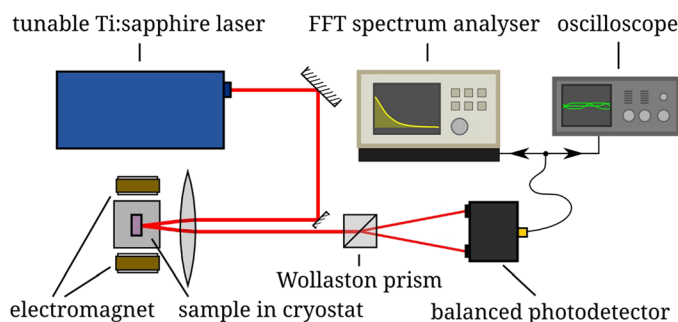 tunable Ti:sapphire laser
FFT spectrum analyser
oscilloscope
Wollaston prism
electromagnet
sample in cryostat
balanced photodetector